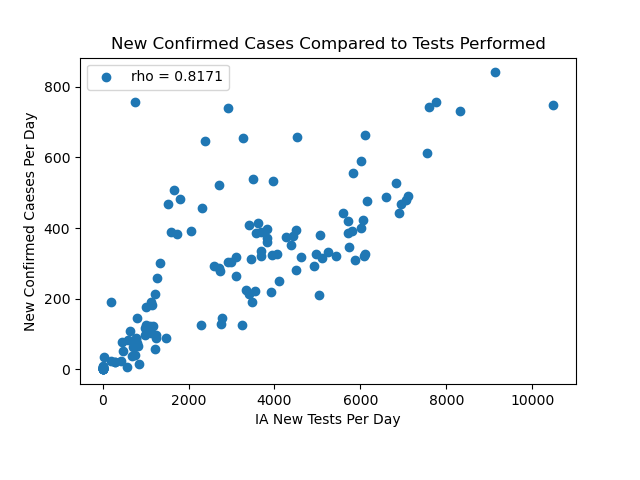 New Confirmed Cases Compared to Tests Performed
rho = 0.8171
New Confirmed Caeses Per Day
800
600
400
200
0
0 2000 4000 6000 8000 10000
IA New Tests Per Day